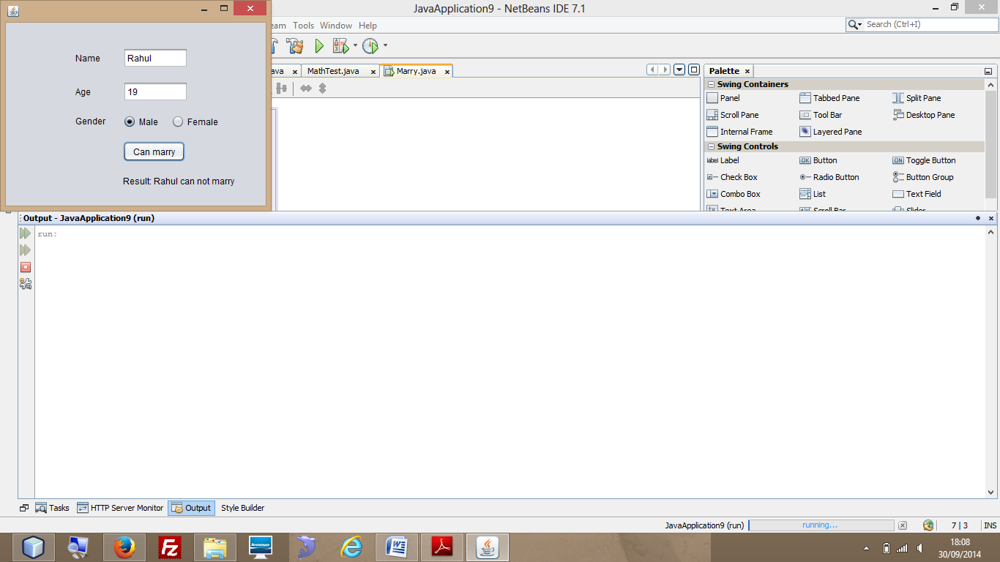 JavaApplication9 - NetBeans IDE 7.1
eam Tools Window Help
Search (Ctrl+I)
ava MathTest.java Marry.java
Name Rahul
Age 19
Gender Male Female
Can marry
Result: Rahul can not marry
Palette
Swing Containers
Panel Tabbed Pane Split Pane
Scroll Pane Tool Bar Desktop Pane
Internal Frame Layered Pane
Swing Controls
label Label OK Button ON Toggle Button
Check Box Radio Button Button Group
Combo Box List Text Field
Text Area Scroll Bar Slider
Output - JavaApplication9 (run)
run:
Tasks HTTP Server Monitor Output Style Builder
JavaApplication9 (run) running... 7 | 3 INS
Fz lenovo W
18:08
30/09/2014